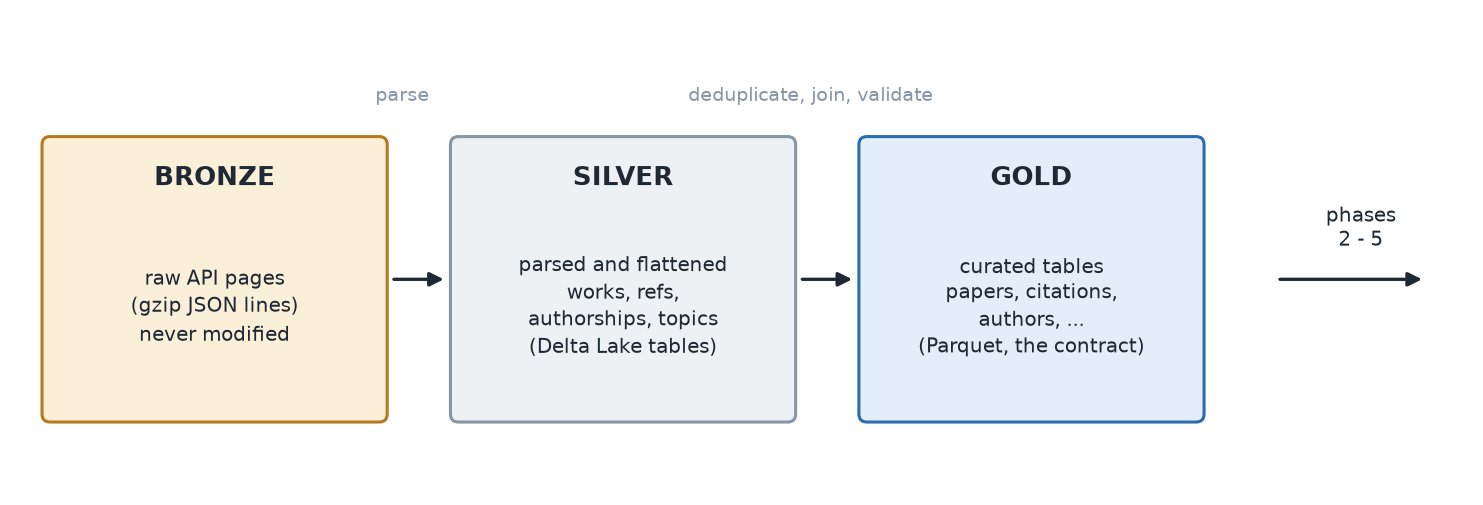 parse
deduplicate, join, validate
BRONZE
raw API pages
(gzip JSON lines)
never modified
SILVER
parsed and flattened
works, refs,
authorships, topics
(Delta Lake tables)
GOLD
curated tables
papers, citations,
authors, ...
(Parquet, the contract)
phases
2 - 5